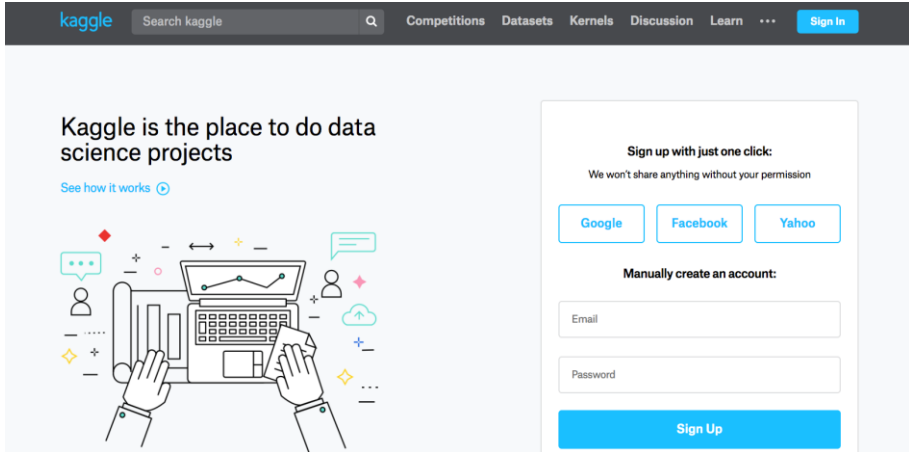 kaggle Search kaggle Competitions Datasets Kernels Discussion Learn ••• Sign In
Kaggle is the place to do data
science projects
See how it works
Sign up with just one click:
We won't share anything without your permission
Google Facebook Yahoo
Manually create an account:
Email
Password
Sign Up